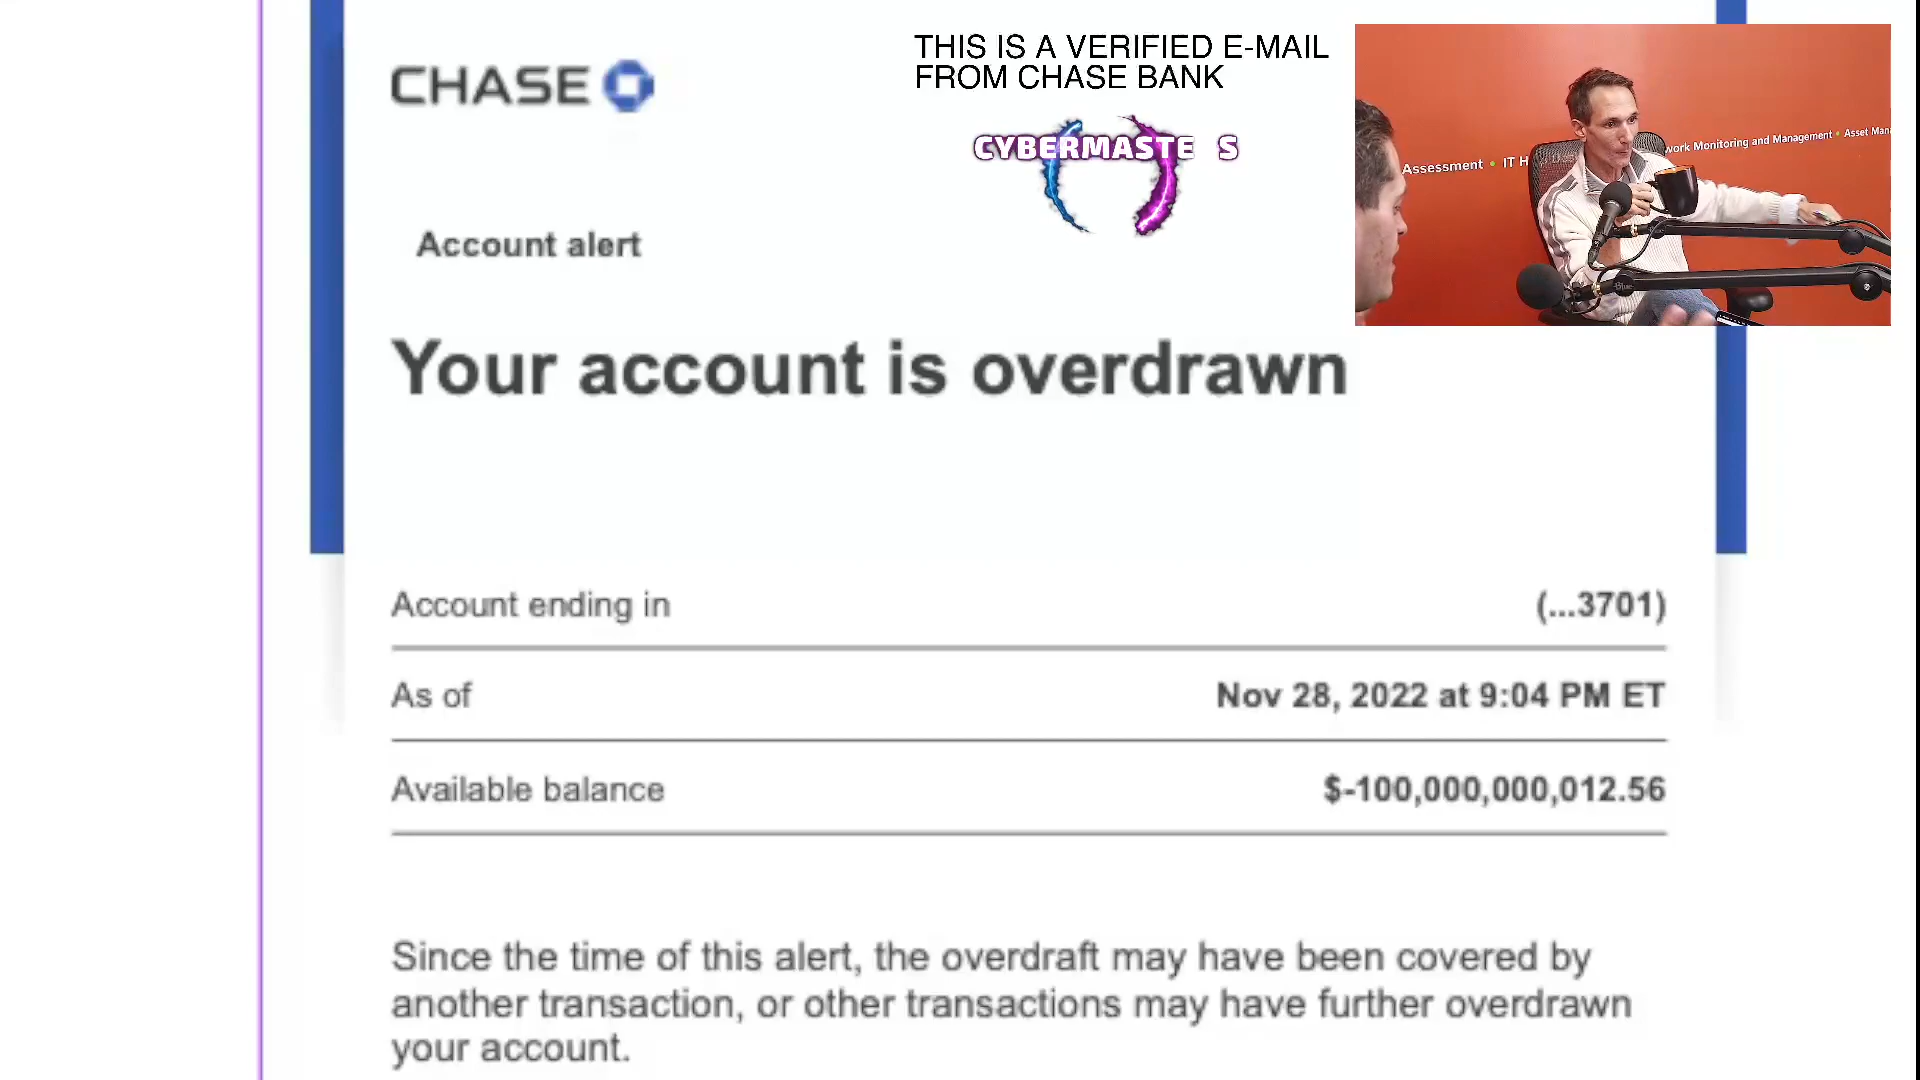 THIS IS A VERIFIED E-MAIL
FROM CHASE BANK
CHASE
CYBERMASTE S
Assessment • IT H
work Monitoring and Management • Asset Man
Account alert
Your account is overdrawn
Account ending in (...3701)
As of Nov 28, 2022 at 9:04 PM ET
Available balance $-100,000,000,012.56
Since the time of this alert, the overdraft may have been covered by
another transaction, or other transactions may have further overdrawn
your account.